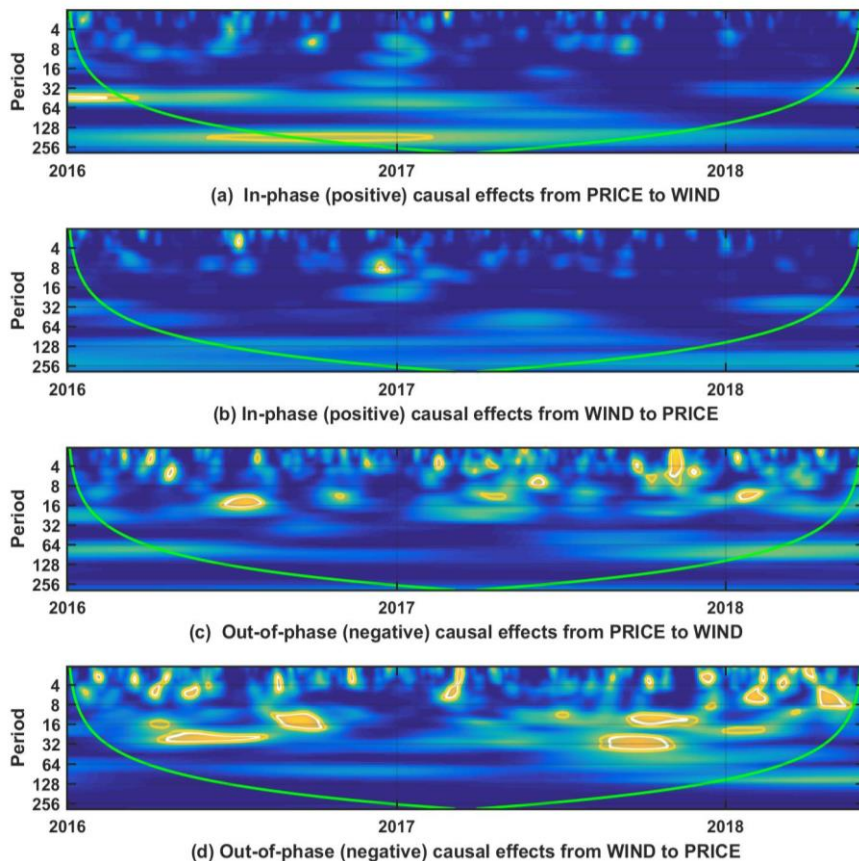 4
8
16
32
64
128
256
Period
2016 2017 2018
(a) In-phase (positive) causal effects from PRICE to WIND
4
8
16
32
64
128
256
Period
2016 2017 2018
(b) In-phase (positive) causal effects from WIND to PRICE
4
8
16
32
64
128
256
Period
2016 2017 2018
(c) Out-of-phase (negative) causal effects from PRICE to WIND
4
8
16
32
64
128
256
Period
2016 2017 2018
(d) Out-of-phase (negative) causal effects from WIND to PRICE